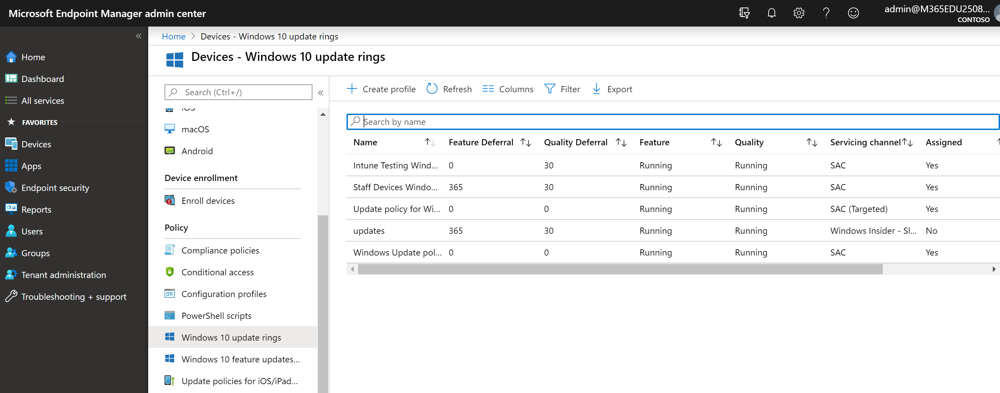 Microsoft Endpoint Manager admin center
admin@M365EDU2508...
CONTOSO
Home
Dashboard
All services
FAVORITES
Devices
Apps
Endpoint security
Reports
Users
Groups
Tenant administration
Troubleshooting + support
Home > Devices - Windows 10 update rings
Devices - Windows 10 update rings
Search (Ctrl+/)
iOS
macOS
Android
Device enrollment
Enroll devices
Policy
Compliance policies
Conditional access
Configuration profiles
PowerShell scripts
Windows 10 update rings
Windows 10 feature updates...
Update policies for iOS/iPad...
Create profile Refresh Columns Filter Export
Search by name
Name Feature Deferral Quality Deferral Feature Quality Servicing channel Assigned
Intune Testing Wind... 0 30 Running Running SAC Yes
Staff Devices Windo... 365 30 Running Running SAC Yes
Update policy for Wi... 0 0 Running Running SAC (Targeted) Yes
updates 365 30 Running Running Windows Insider - Sl... No
Windows Update pol... 0 0 Running Running SAC Yes